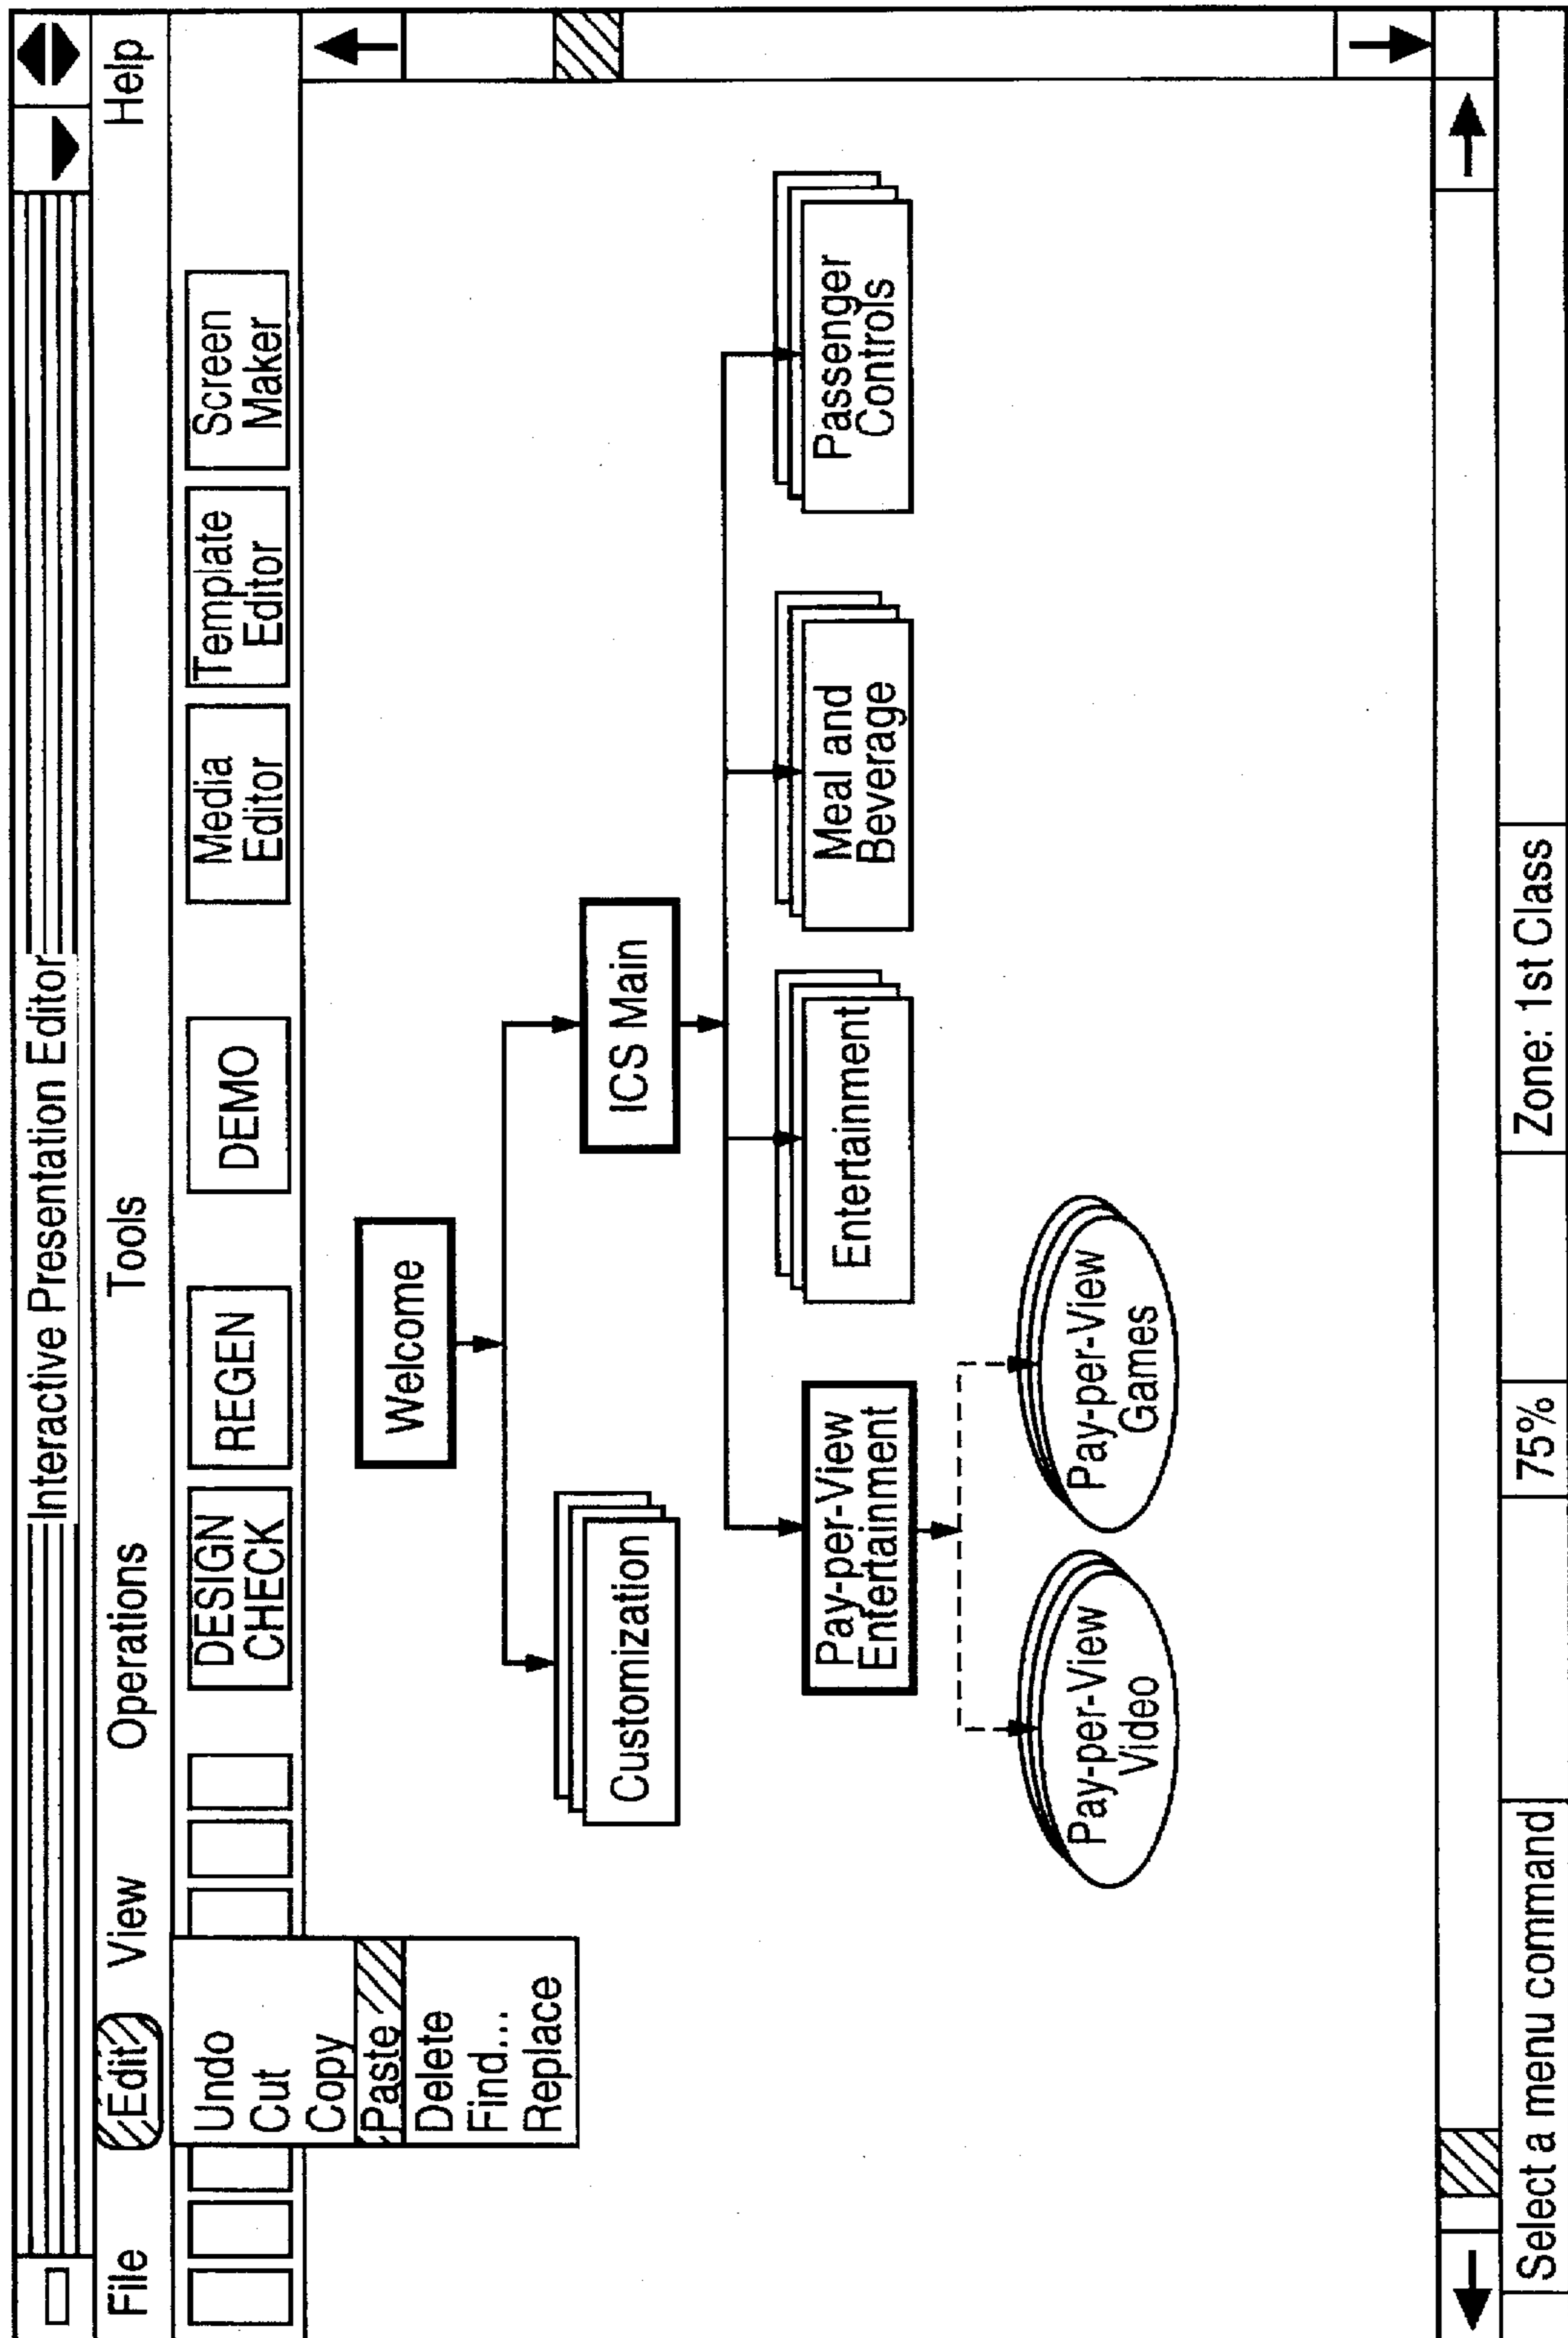 Interactive Presentation Editor
File Edit View Operations Tools Help
DESIGN
CHECK
REGEN
DEMO
Media
Editor
Template
Editor
Screen
Maker
Undo
Cut
Copy
Paste
Delete
Find...
Replace
Welcome
Customization
ICS Main
Pay-per-View
Entertainment
Entertainment
Meal and
Beverage
Passenger
Controls
Pay-per-View
Video
Pay-per-View
Games
Select a menu command
75%
Zone: 1st Class